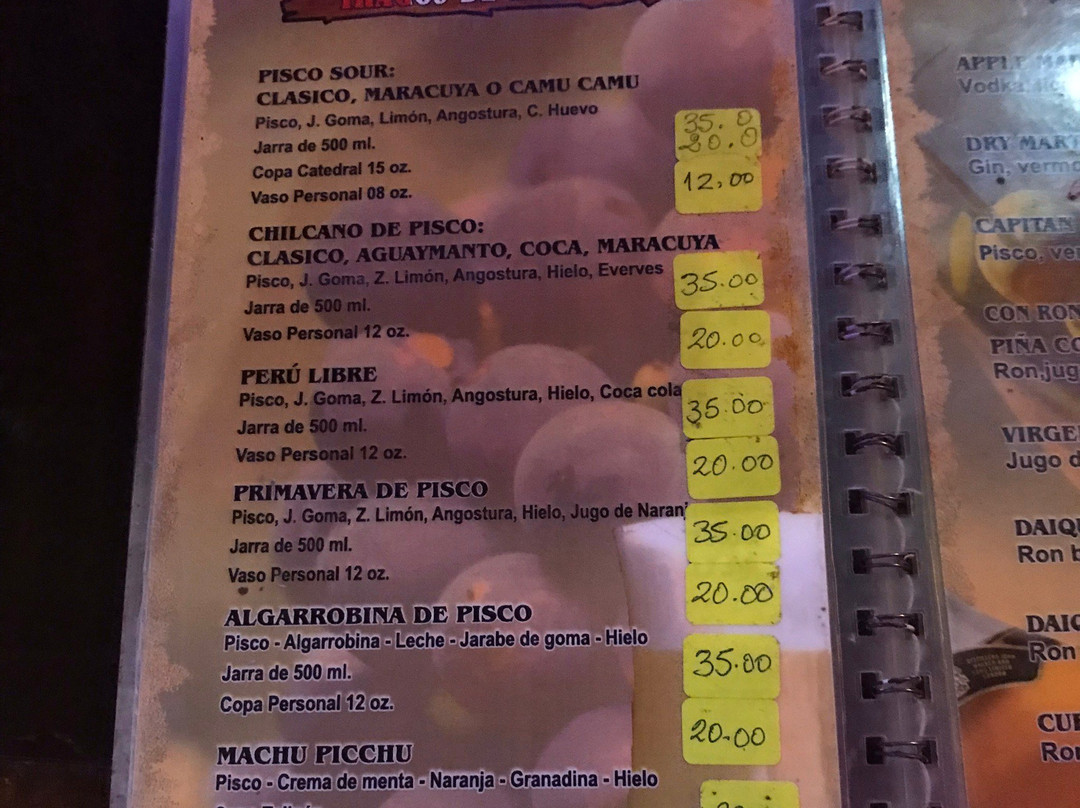 PISCO SOUR:
CLASICO, MARACUYA O CAMU CAMU
Pisco, J. Goma, Limón, Angostura, C. Huevo
Jarra de 500 ml. 35.0
Copa Catedral 15 oz. 20.0
Vaso Personal 08 oz. 12,00
CHILCANO DE PISCO:
CLASICO, AGUAYMANTO, COCA, MARACUYA
Pisco, J. Goma, Z. Limón, Angostura, Hielo, Everves
Jarra de 500 ml. 35.00
Vaso Personal 12 oz. 20.00
PERÚ LIBRE
Pisco, J. Goma, Z. Limón, Angostura, Hielo, Coca cola
Jarra de 500 ml. 35.00
Vaso Personal 12 oz. 20.00
PRIMAVERA DE PISCO
Pisco, J. Goma, Z. Limón, Angostura, Hielo, Jugo de Naranj
Jarra de 500 ml. 35.00
Vaso Personal 12 oz. 20.00
ALGARROBINA DE PISCO
Pisco - Algarrobina - Leche - Jarabe de goma - Hielo
Jarra de 500 ml. 35.00
Copa Personal 12 oz. 20.00
MACHU PICCHU
Pisco - Crema de menta - Naranja - Granadina - Hielo
APPLE
Vodka
DRY MART
Gin, vermo
CAPITAN
Pisco, ver
CON RON
PIÑA CO
Ron,jug
VIRGE
Jugo d
DAIQU
Ron b
DAIQ
Ron
CU
Ron